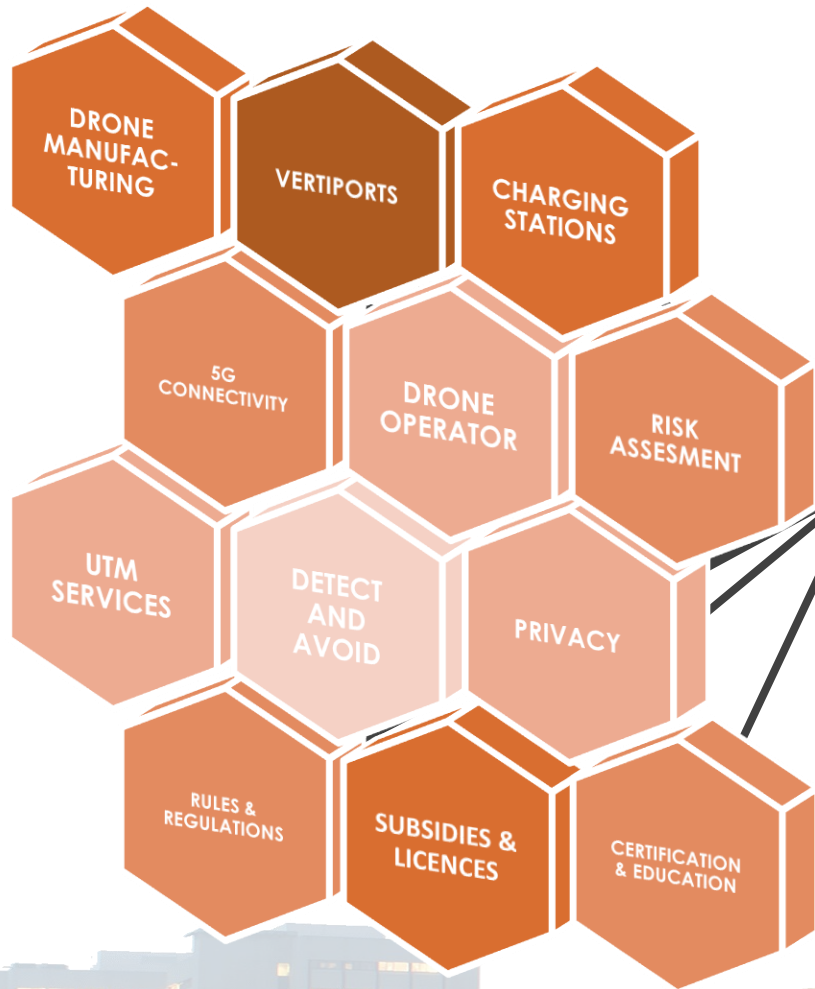 DRONE
MANUFAC-
TURING
VERTIPORTS
CHARGING
STATIONS
5G
CONNECTIVITY
DRONE
OPERATOR
RISK
ASSESMENT
UTM
SERVICES
DETECT
AND
AVOID
PRIVACY
RULES &
REGULATIONS
SUBSIDIES &
LICENCES
CERTIFICATION
& EDUCATION